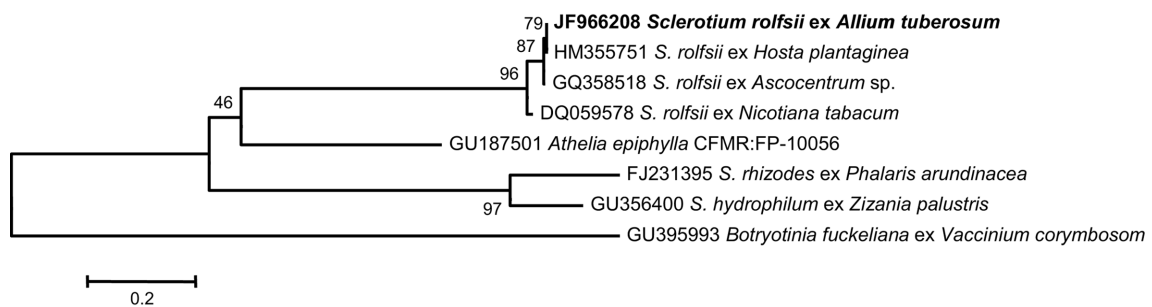 79 JF966208 Sclerotium rolfsii ex Allium tuberosum
87 HM355751 S. rolfsii ex Hosta plantaginea
96 GQ358518 S. rolfsii ex Ascocentrum sp.
46 DQ059578 S. rolfsii ex Nicotiana tabacum
GU187501 Athelia epiphylla CFMR:FP-10056
FJ231395 S. rhizodes ex Phalaris arundinacea
97 GU356400 S. hydrophilum ex Zizania palustris
GU395993 Botryotinia fuckeliana ex Vaccinium corymbosom
0.2